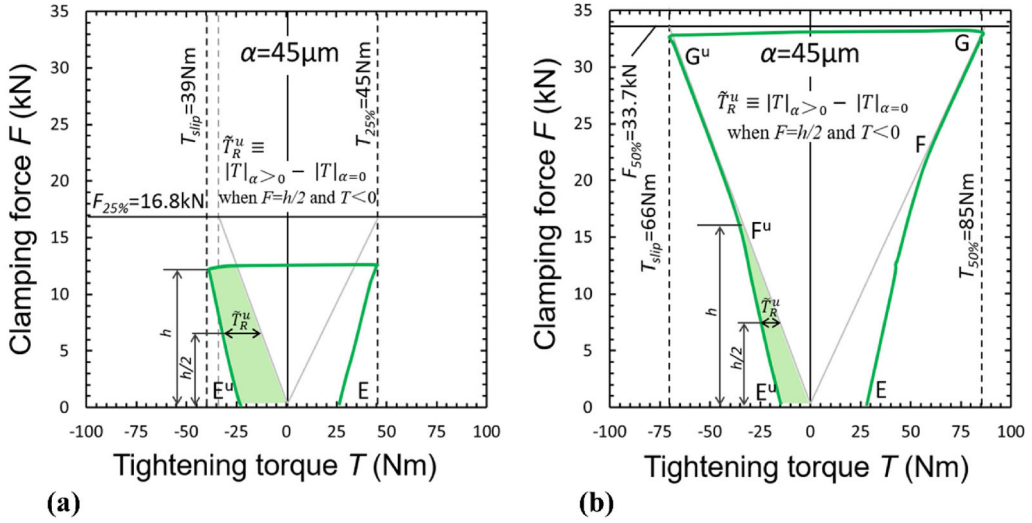 α=45μm
T_slip=39Nm
T_25%=45Nm
T̃_R^u ≡
|T|_α>0 − |T|_α=0
when F=h/2 and T<0
F_25%=16.8kN
T̃_R^u
h
h/2
E^u
E
35
30
25
20
15
10
5
0
-100 -75 -50 -25 0 25 50 75 100
Clamping force F (kN)
Tightening torque T (Nm)
(a)
G^u
G
α=45μm
T̃_R^u ≡ |T|_α>0 − |T|_α=0
when F=h/2 and T<0
F_50%=33.7kN
T_slip=66Nm
T_50%=85Nm
F
F^u
T̃_R^u
h
h/2
E^u
E
35
30
25
20
15
10
5
0
-100 -75 -50 -25 0 25 50 75 100
Clamping force F (kN)
Tightening torque T (Nm)
(b)